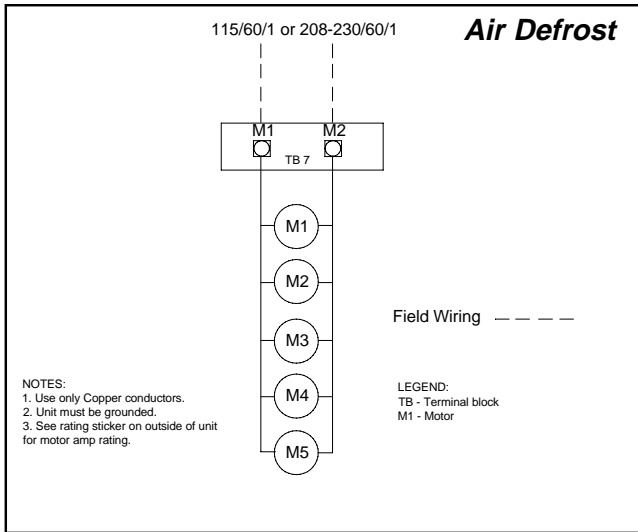 115/60/1 or 208-230/60/1
Air Defrost
M1 M2
TB 7
M1
M2
M3
M4
M5
Field Wiring
NOTES:
1. Use only Copper conductors.
2. Unit must be grounded.
3. See rating sticker on outside of unit
for motor amp rating.
LEGEND:
TB - Terminal block
M1 - Motor